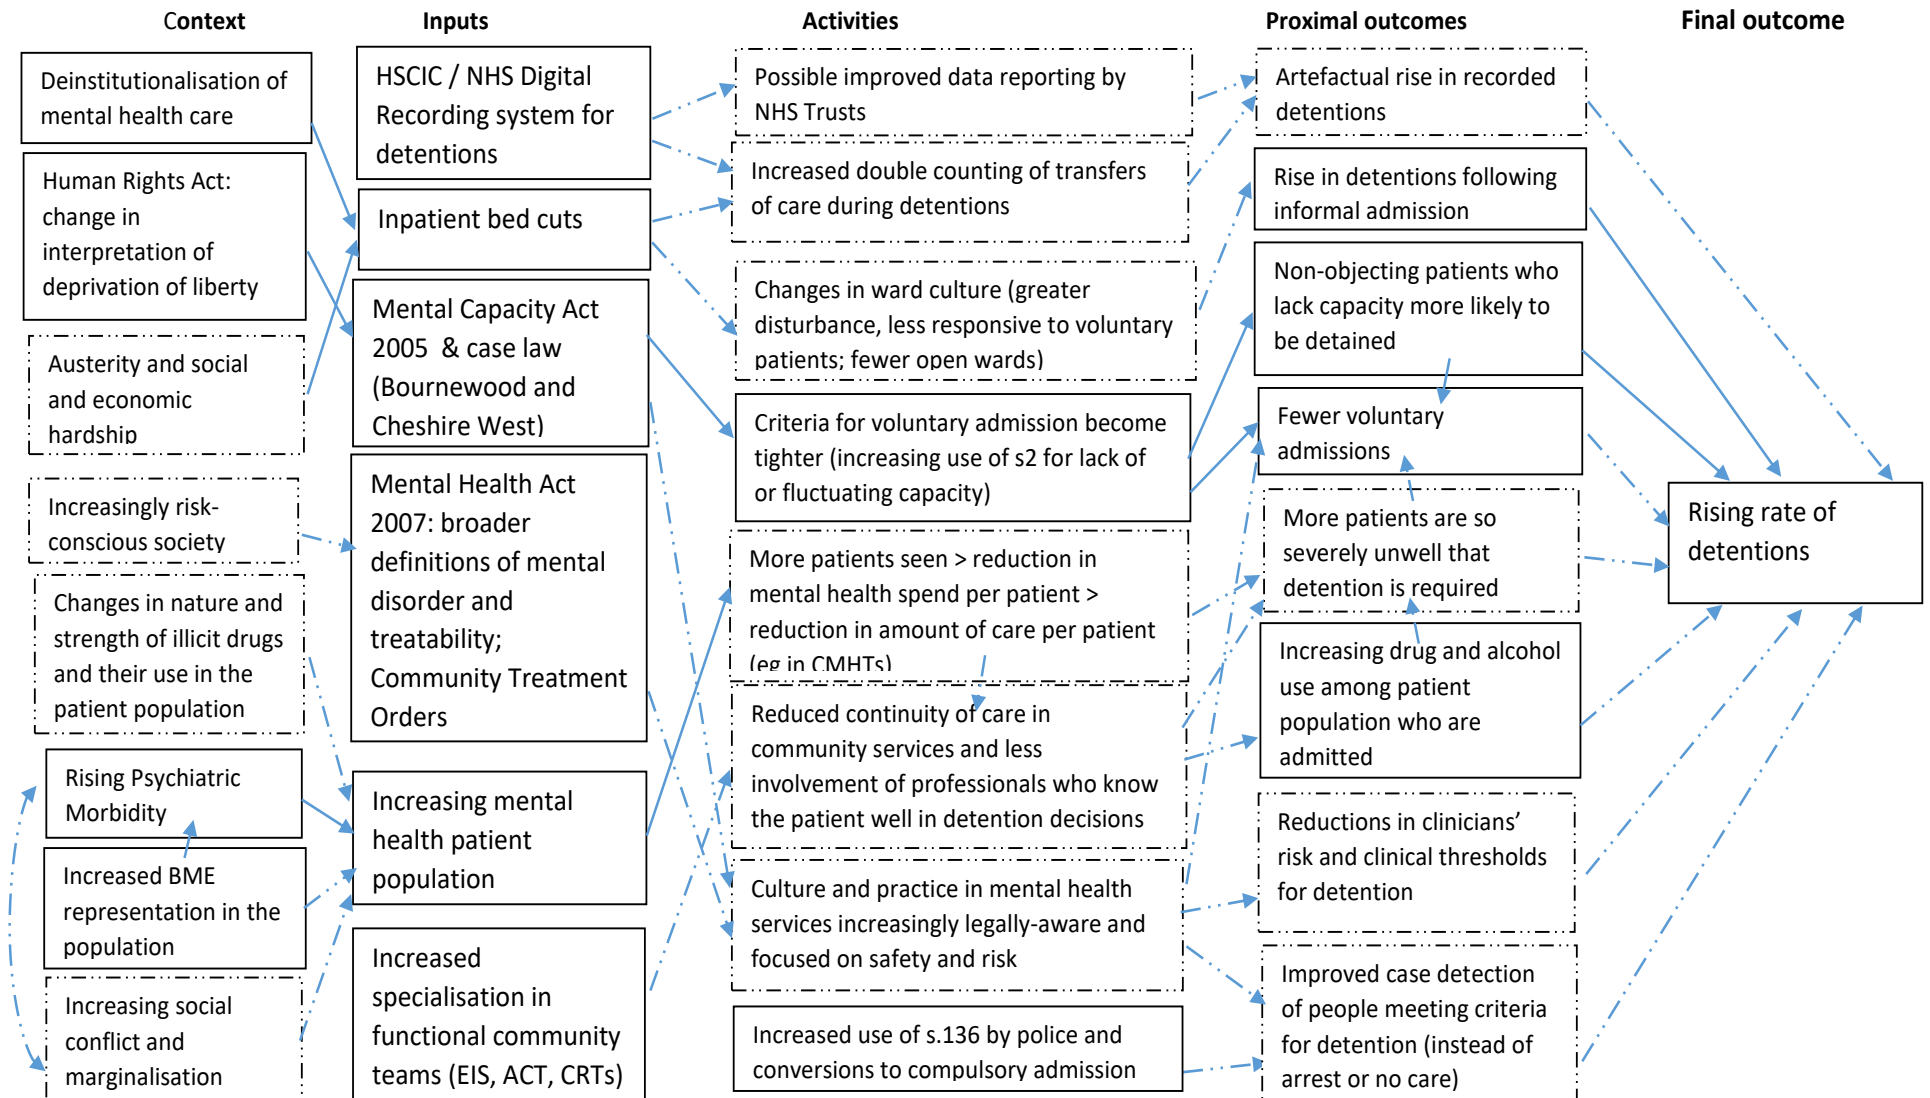 Context
Inputs
Activities
Proximal outcomes
Final outcome
Deinstitutionalisation of
mental health care
Human Rights Act:
change in
interpretation of
deprivation of liberty
Austerity and social
and economic
hardship
Increasingly risk-
conscious society
Changes in nature and
strength of illicit drugs
and their use in the
patient population
Rising Psychiatric
Morbidity
Increased BME
representation in the
population
Increasing social
conflict and
marginalisation
HSCIC / NHS Digital
Recording system for
detentions
Inpatient bed cuts
Mental Capacity Act
2005 & case law
(Bournewood and
Cheshire West)
Mental Health Act
2007: broader
definitions of mental
disorder and
treatability;
Community Treatment
Orders
Increasing mental
health patient
population
Increased
specialisation in
functional community
teams (EIS, ACT, CRTs)
Possible improved data reporting by
NHS Trusts
Increased double counting of transfers
of care during detentions
Changes in ward culture (greater
disturbance, less responsive to voluntary
patients; fewer open wards)
Criteria for voluntary admission become
tighter (increasing use of s2 for lack of
or fluctuating capacity)
More patients seen > reduction in
mental health spend per patient >
reduction in amount of care per patient
(eg in CMHTs)
Reduced continuity of care in
community services and less
involvement of professionals who know
the patient well in detention decisions
Culture and practice in mental health
services increasingly legally-aware and
focused on safety and risk
Increased use of s.136 by police and
conversions to compulsory admission
Artefactual rise in recorded
detentions
Rise in detentions following
informal admission
Non-objecting patients who
lack capacity more likely to
be detained
Fewer voluntary
admissions
More patients are so
severely unwell that
detention is required
Increasing drug and alcohol
use among patient
population who are
admitted
Reductions in clinicians’
risk and clinical thresholds
for detention
Improved case detection
of people meeting criteria
for detention (instead of
arrest or no care)
Rising rate of
detentions